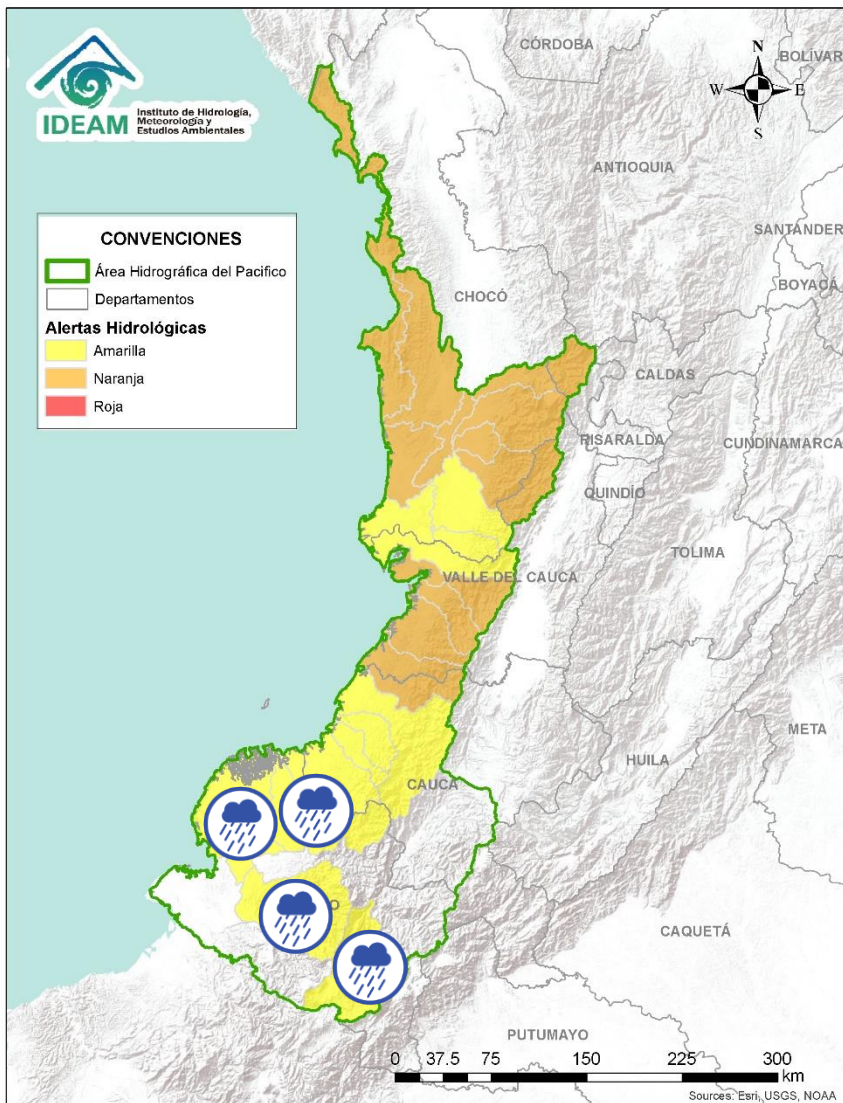 IDEAM
Instituto de Hidrología,
Meteorología y
Estudios Ambientales
CÓRDOBA
BOLÍVAR
N
W
E
S
ANTIOQUIA
SANTANDER
BOYACÁ
CONVENCIONES
Área Hidrográfica del Pacifico
Departamentos
Alertas Hidrológicas
Amarilla
Naranja
Roja
CHOCÓ
CALDAS
RISARALDA
CUNDINAMARCA
QUINDÍO
TOLIMA
VALLE DEL CAUCA
META
HUILA
CAUCA
CAQUETÁ
PUTUMAYO
0 37.5 75 150 225 300
km
Sources: Esri, USGS, NOAA